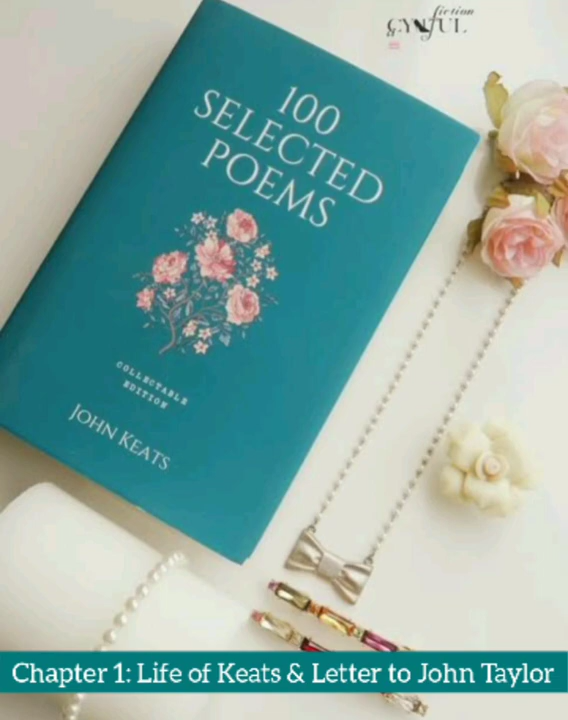 fiction
100
SELECTED
POEMS
COLLECTABLE
EDITION
JOHN KEATS
Chapter 1: Life of Keats & Letter to John Taylor